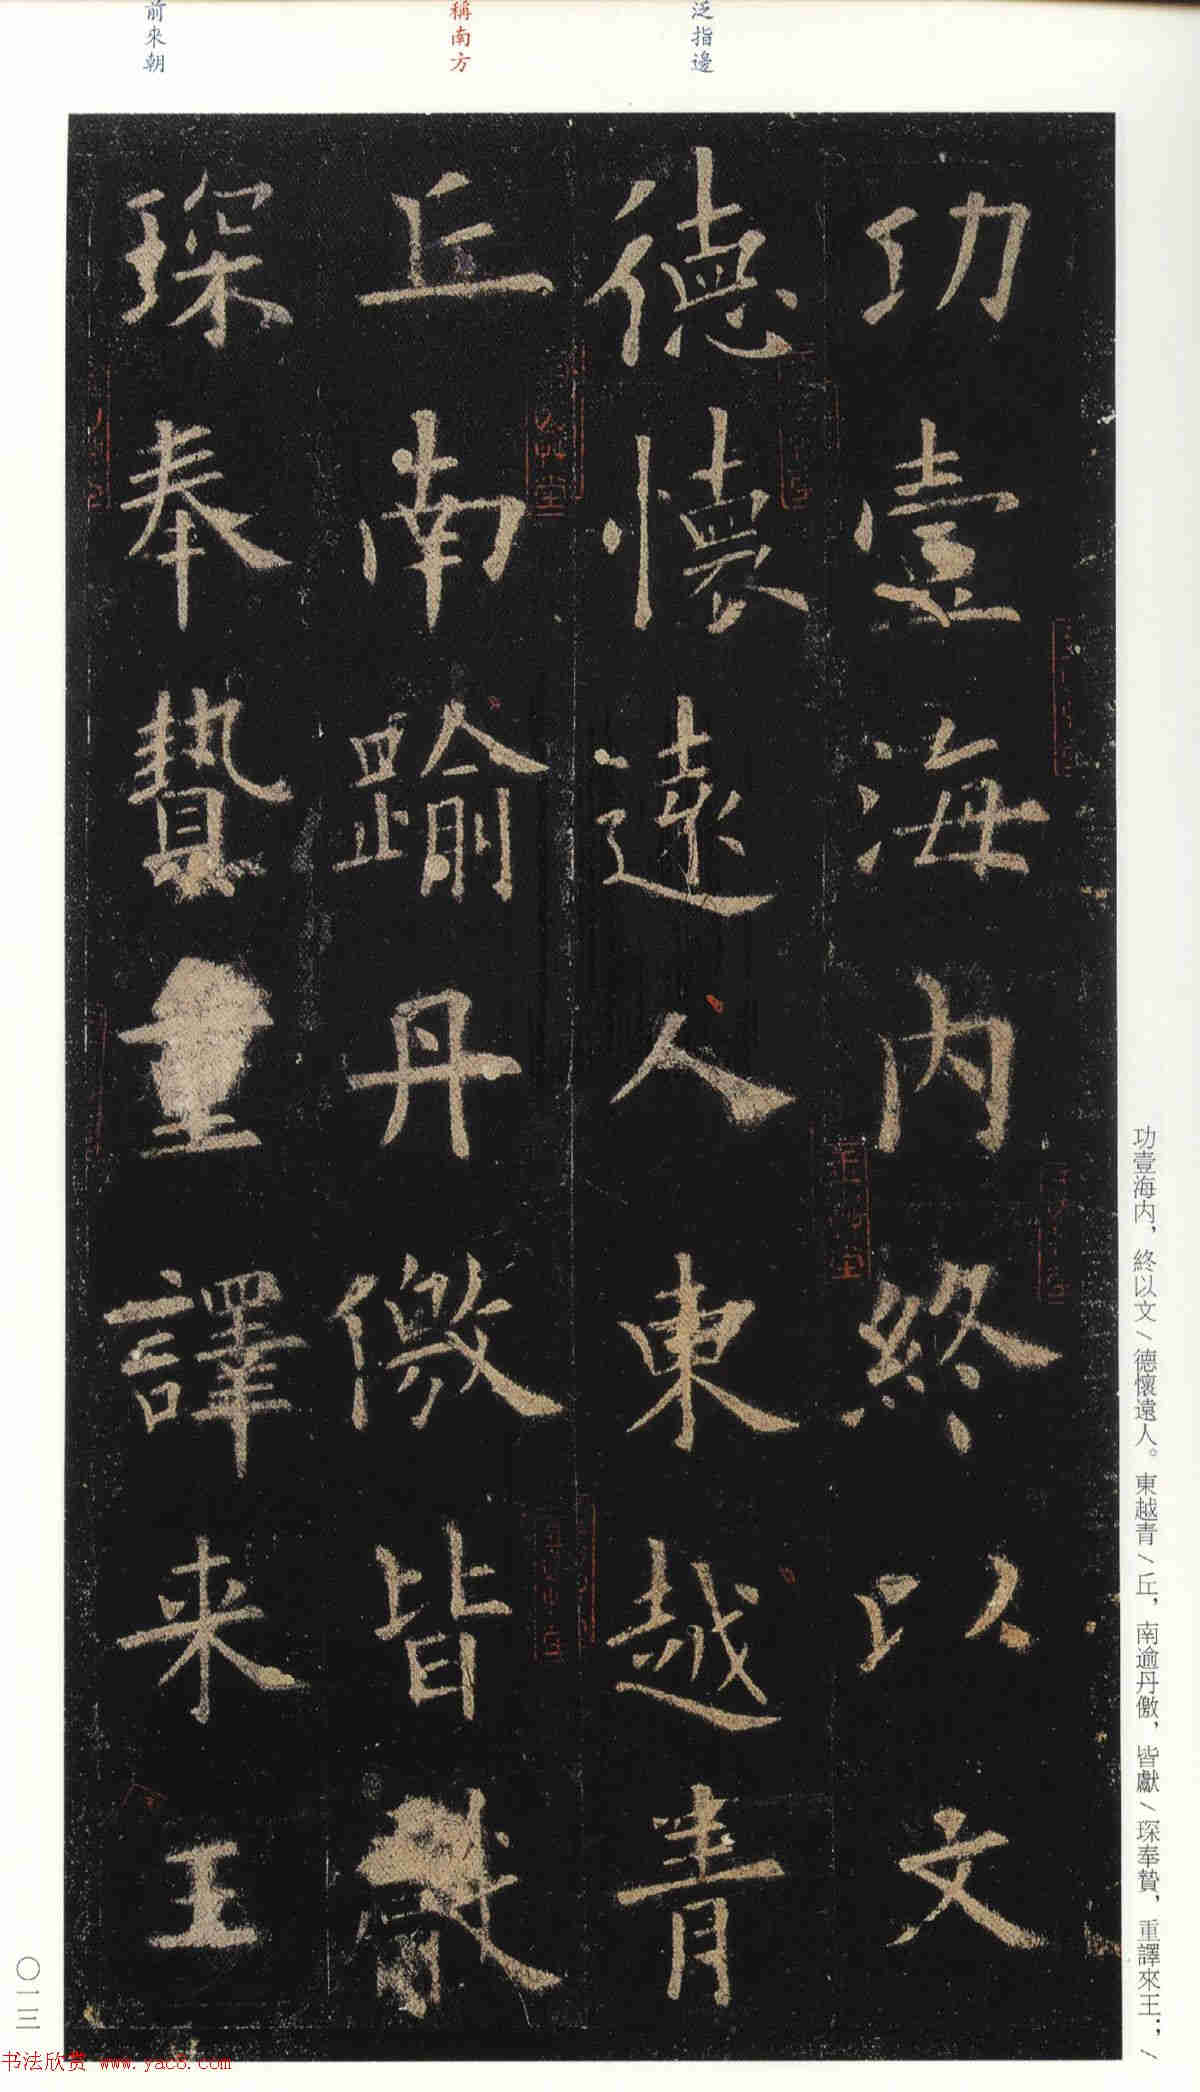 泛指邊
稱南方
前來朝
功壹海内終以文
德懷遠人東越青
丘南踰丹徼皆獻
琛奉贄重譯来王
功壹海内，終以文／德懷遠人。東越青／丘，南逾丹徼，皆獻／琛奉贄，重譯來王；，／
〇一三
书法欣赏 www.yac8.com